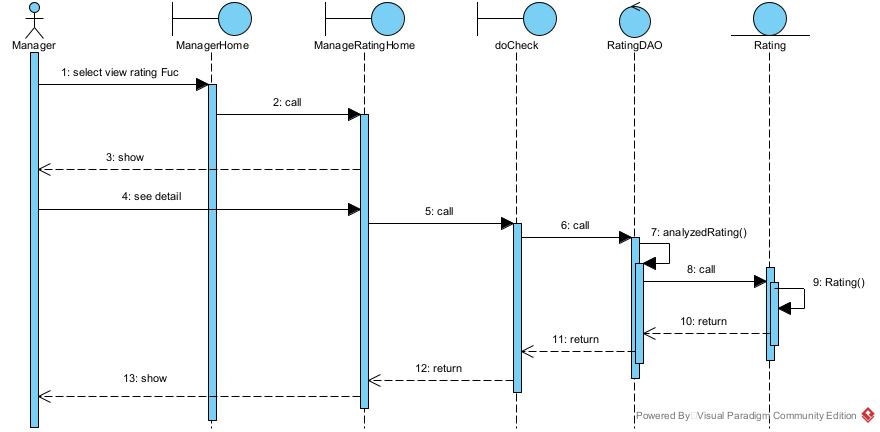 Manager
ManagerHome
ManageRatingHome
doCheck
RatingDAO
Rating
1: select view rating Fuc
2: call
3: show
4: see detail
5: call
6: call
7: analyzedRating()
8: call
9: Rating()
10: return
11: return
12: return
13: show
Powered By Visual Paradigm Community Edition